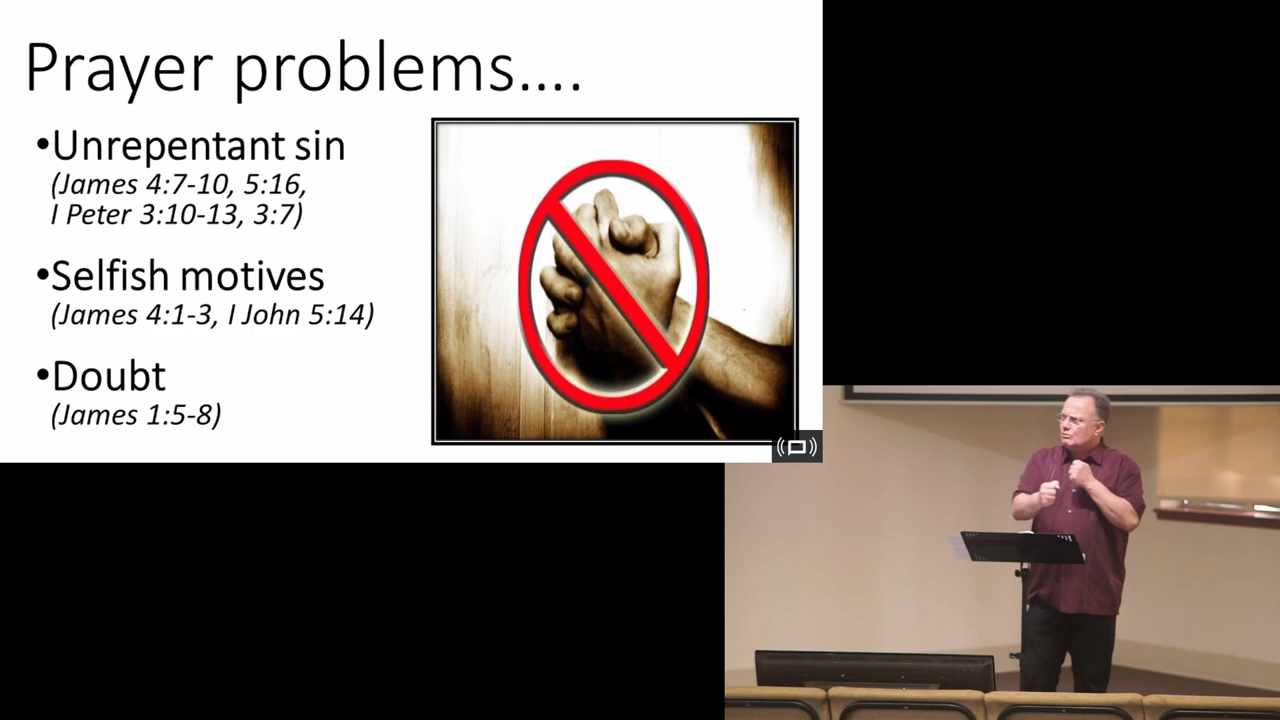 Prayer problems....
•Unrepentant sin
(James 4:7-10, 5:16,
I Peter 3:10-13, 3:7)
•Selfish motives
(James 4:1-3, I John 5:14)
•Doubt
(James 1:5-8)